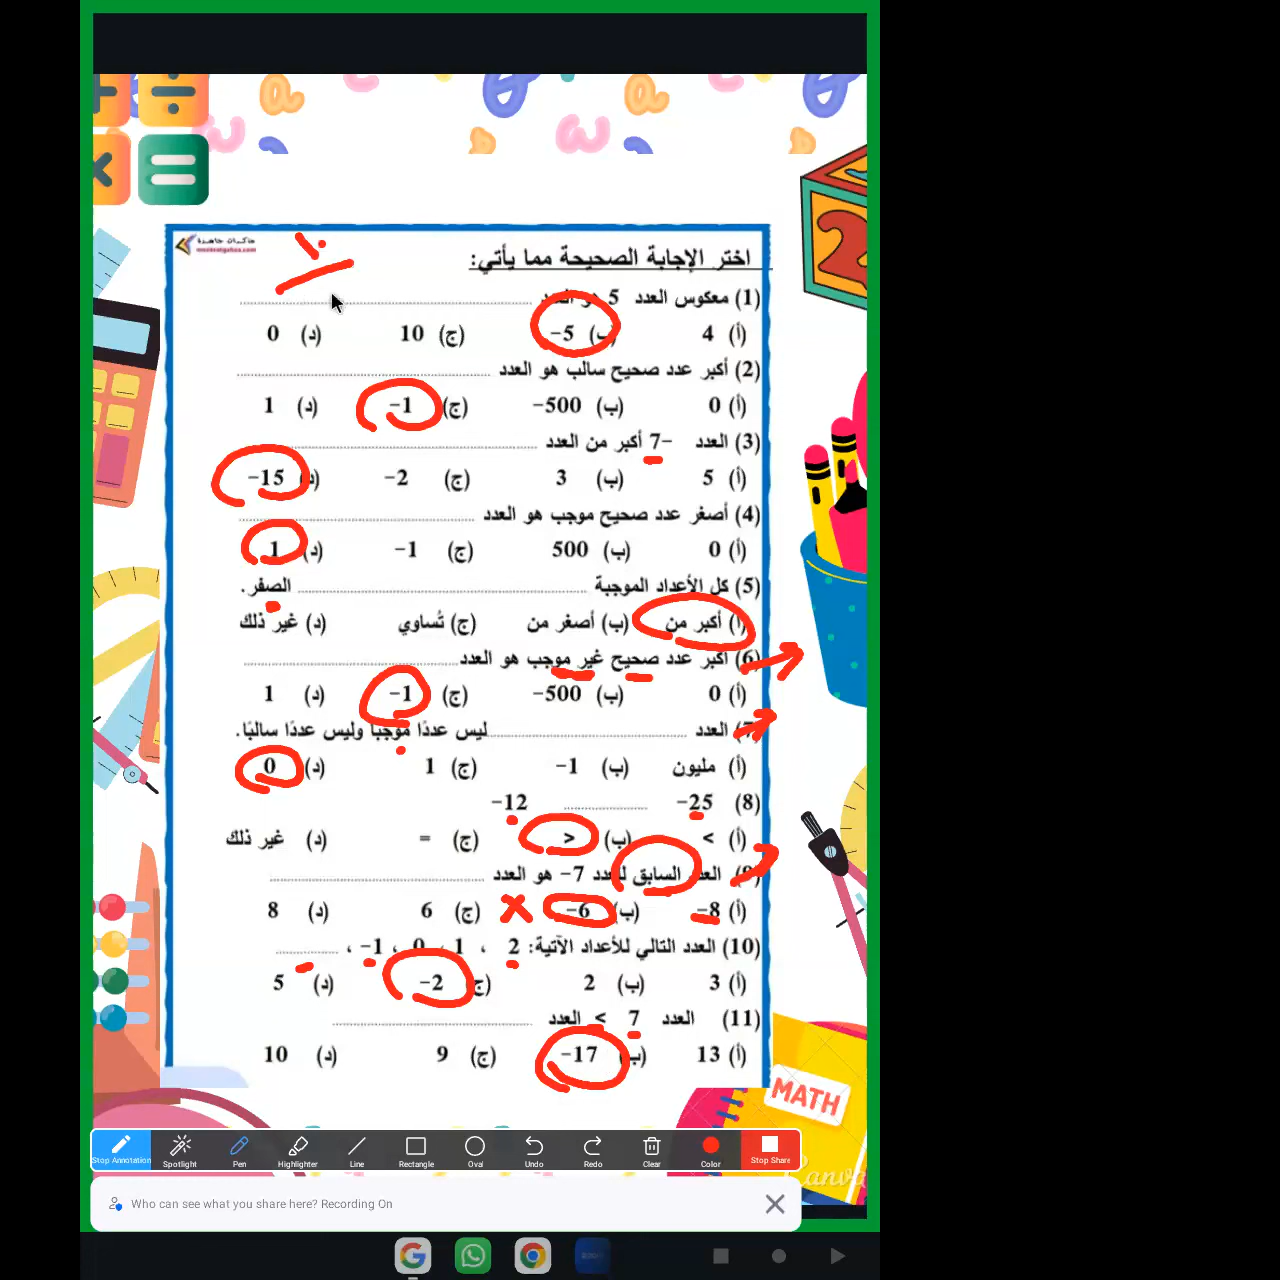 مذكرات جاهزة
اختر الإجابة الصحيحة مما يأتي:
(1) معكوس العدد 5 هو العدد ....................
(أ) 4 (ب) −5 (ج) 10 (د) 0
(2) أكبر عدد صحيح سالب هو العدد ....................
(أ) 0 (ب) −500 (ج) −1 (د) 1
(3) العدد −7 أكبر من العدد ....................
(أ) 5 (ب) 3 (ج) −2 (د) −15
(4) أصغر عدد صحيح موجب هو العدد ....................
(أ) 0 (ب) 500 (ج) −1 (د) 1
(5) كل الأعداد الموجبة .................... الصفر.
(أ) أكبر من (ب) أصغر من (ج) تُساوي (د) غير ذلك
(6) أكبر عدد صحيح غير موجب هو العدد ....................
(أ) 0 (ب) −500 (ج) −1 (د) 1
(7) العدد ....................ليس عددًا موجبًا وليس عددًا سالبًا.
(أ) مليون (ب) −1 (ج) 1 (د) 0
(8) −25 .................... −12
(أ) < (ب) > (ج) = (د) غير ذلك
(9) العدد السابق للعدد −7 هو العدد ....................
(أ) −8 (ب) −6 (ج) 6 (د) 8
(10) العدد التالي للأعداد الآتية: 2 ، 1 ، 0 ، −1 ، ..........
(أ) 3 (ب) 2 (ج) −2 (د) 5
(11) العدد 7 < العدد ....................
(أ) 13 (ب) −17 (ج) 9 (د) 10
2
MATH
Canva
Stop Annotation Spotlight Pen Highlighter Line Rectangle Oval Undo Redo Clear Color Stop Share
Who can see what you share here? Recording On